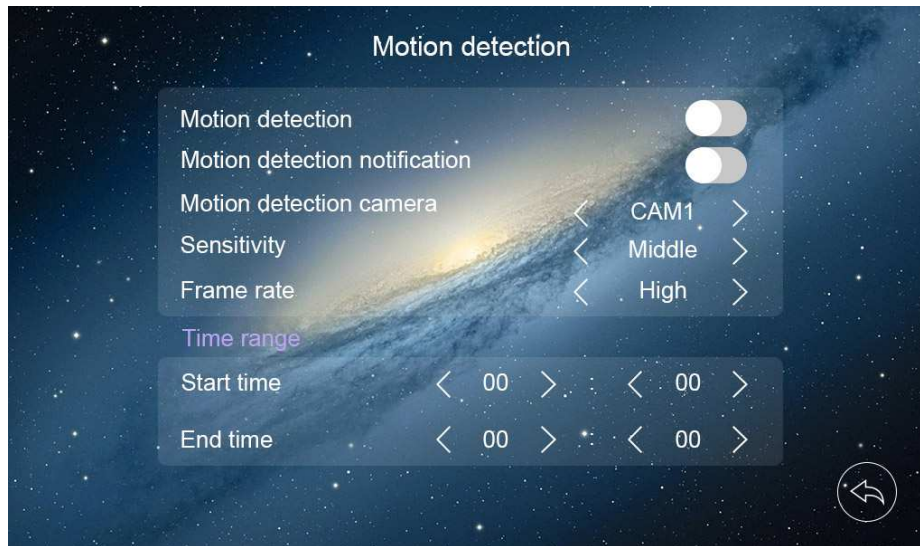 Motion detection
Motion detection
Motion detection notification
Motion detection camera CAM1
Sensitivity Middle
Frame rate High
Time range
Start time 00 : 00
End time 00 : 00